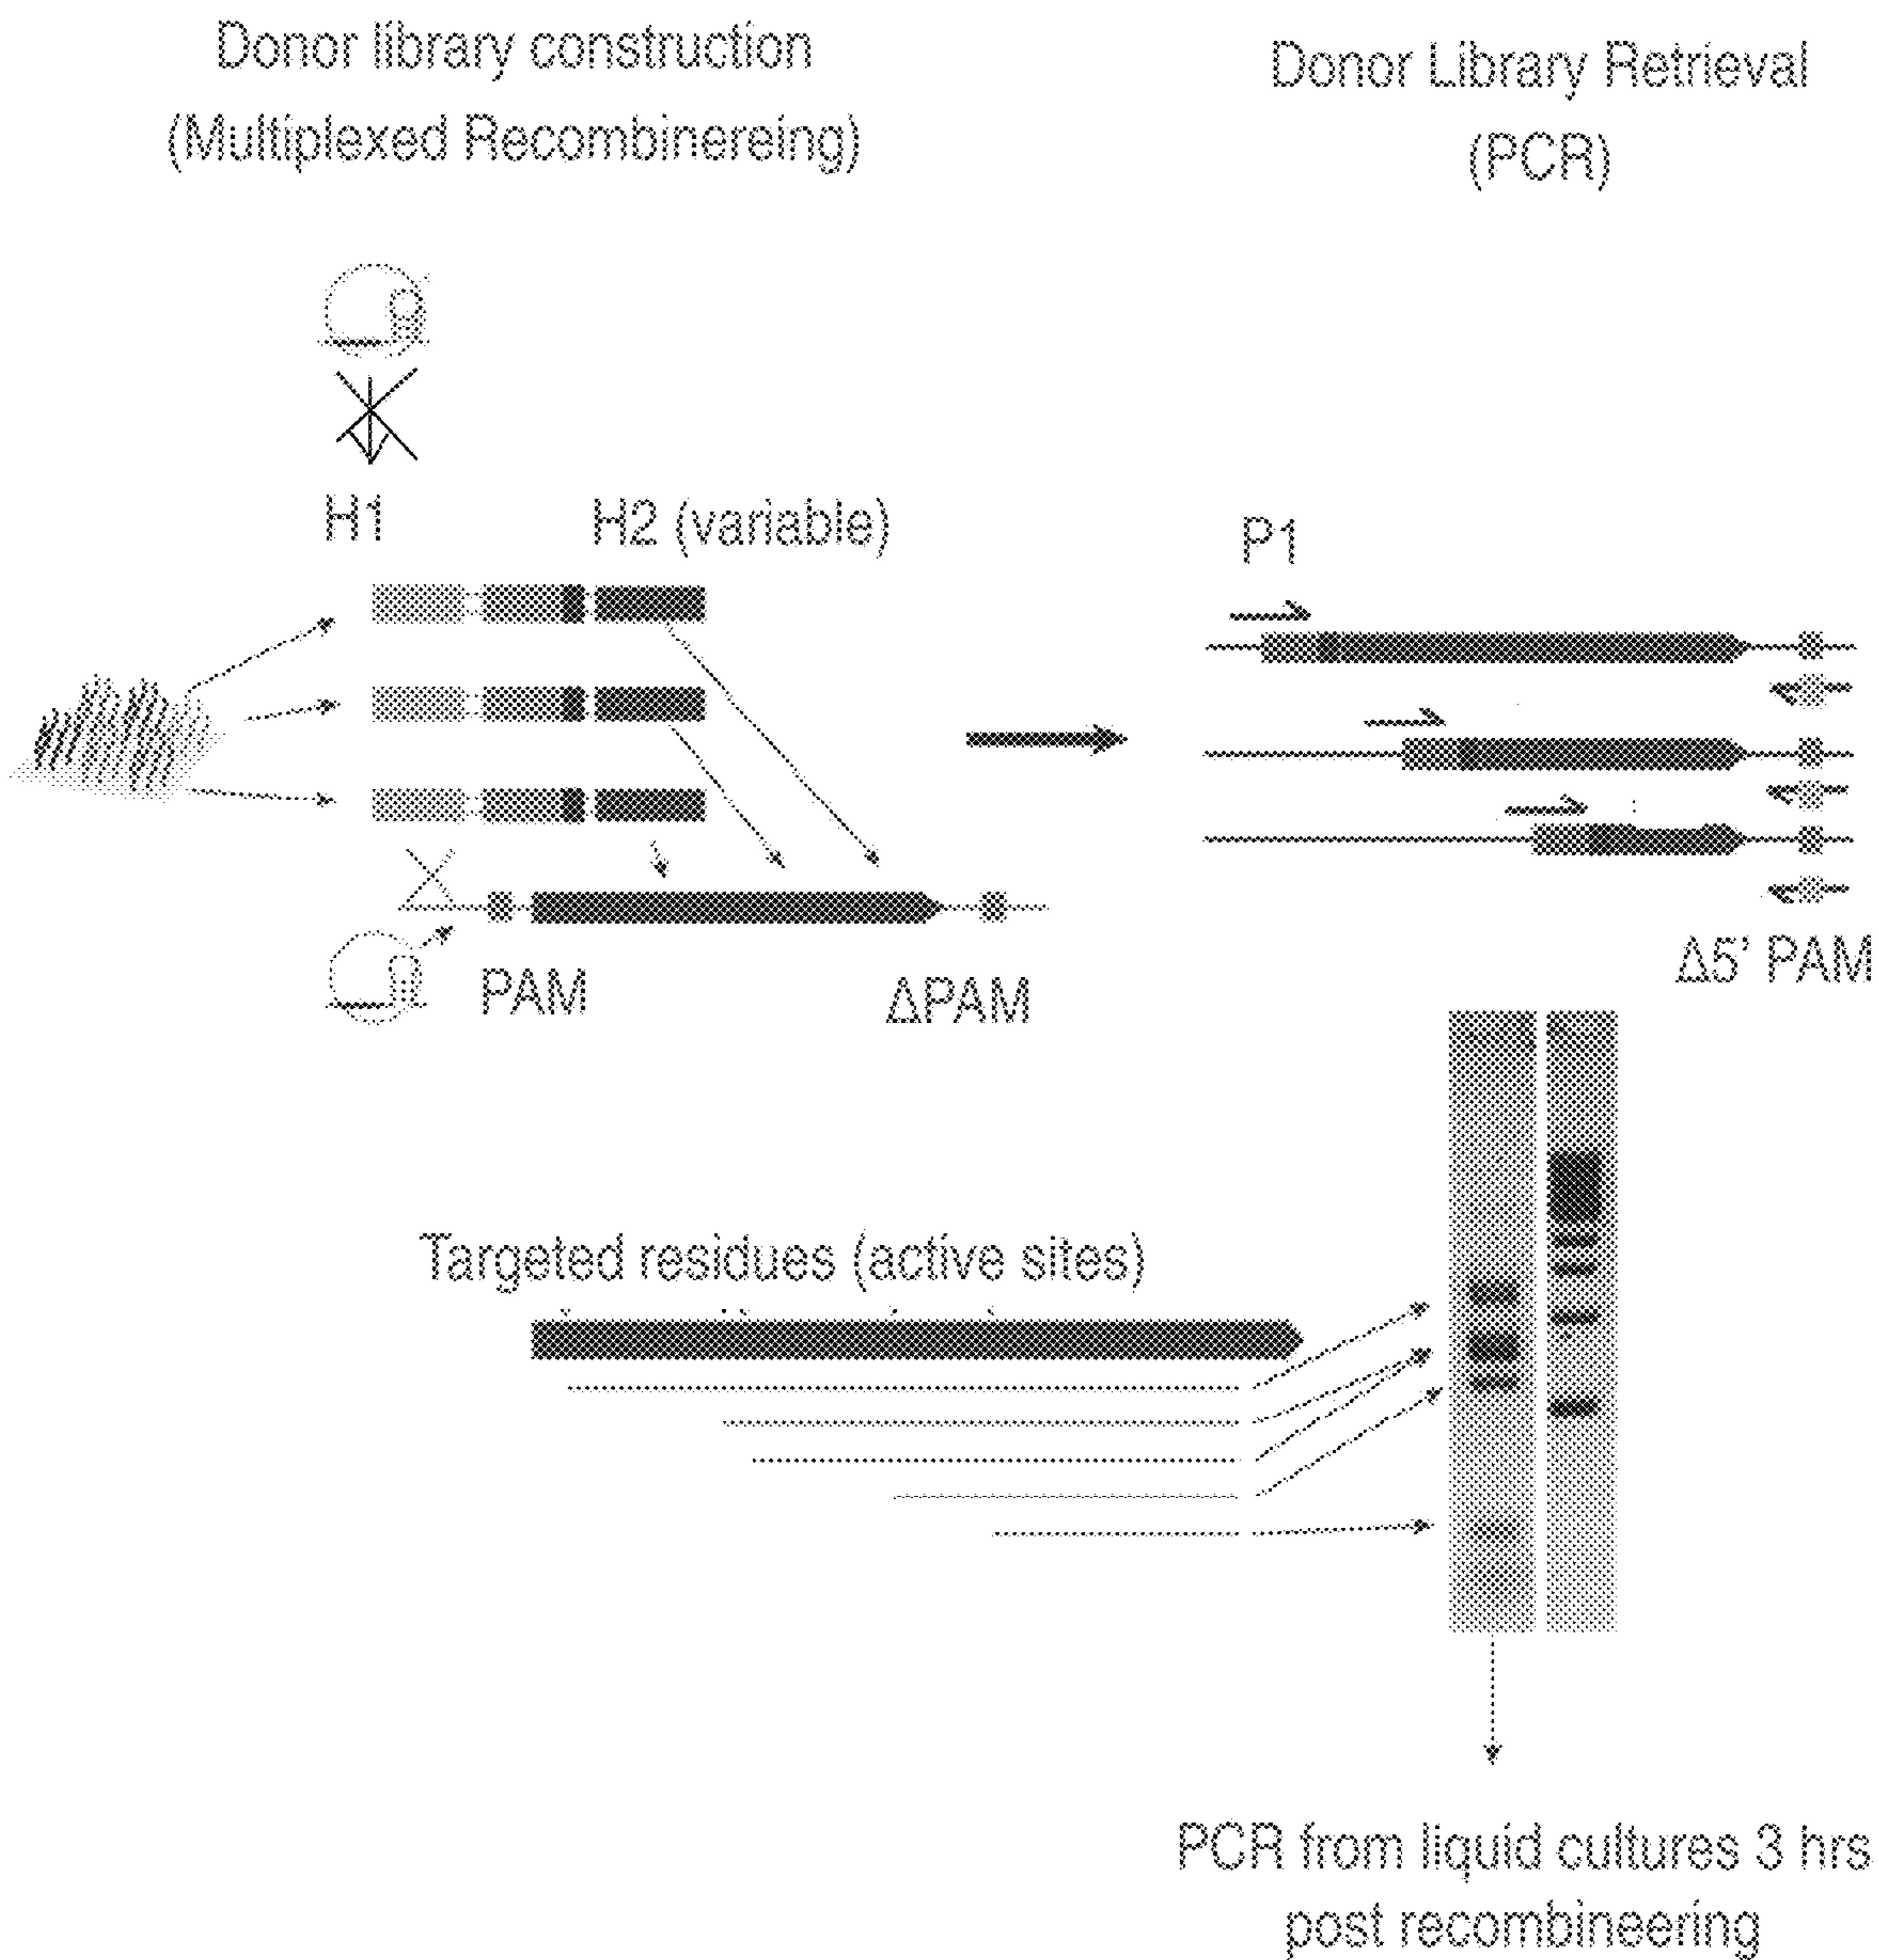 Donor library construction
(Multiplexed Recombinereing)
Donor Library Retrieval
(PCR)
H1
H2 (variable)
P1
PAM
ΔPAM
Δ5' PAM
Targeted residues (active sites)
PCR from liquid cultures 3 hrs
post recombineering